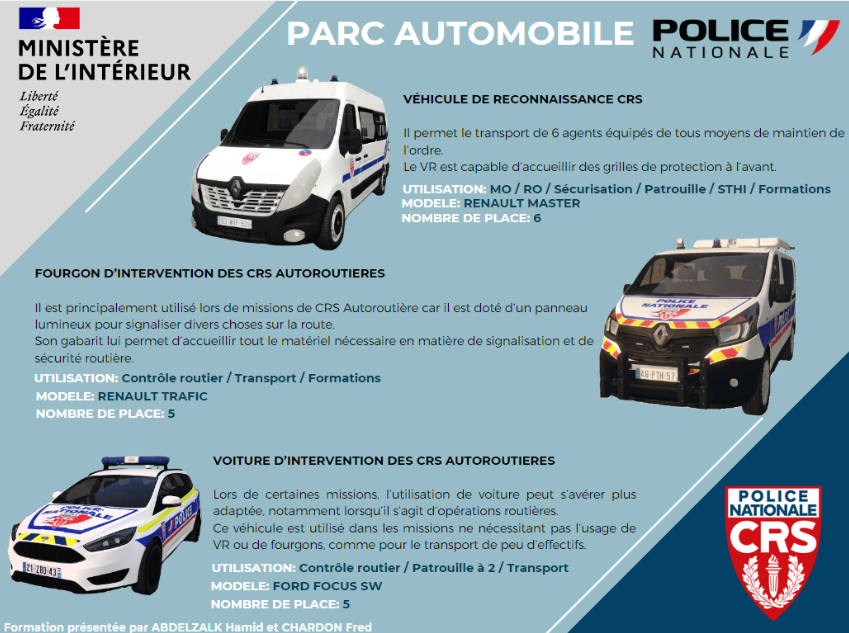 MINISTÈRE
DE L'INTÉRIEUR
Liberté
Égalité
Fraternité
PARC AUTOMOBILE
POLICE
NATIONALE
VÉHICULE DE RECONNAISSANCE CRS
Il permet le transport de 6 agents équipés de tous moyens de maintien de
l'ordre.
Le VR est capable d'accueillir des grilles de protection à l'avant.
UTILISATION: MO / RO / Sécurisation / Patrouille / STHI / Formations
MODELE: RENAULT MASTER
NOMBRE DE PLACE: 6
FOURGON D'INTERVENTION DES CRS AUTOROUTIERES
Il est principalement utilisé lors de missions de CRS Autoroutière car il est doté d'un panneau
lumineux pour signaliser divers choses sur la route.
Son gabarit lui permet d'accueillir tout le matériel nécessaire en matière de signalisation et de
sécurité routière.
UTILISATION: Contrôle routier / Transport / Formations
MODELE: RENAULT TRAFIC
NOMBRE DE PLACE: 5
POLICE
NATIONALE
POLICE
VOITURE D'INTERVENTION DES CRS AUTOROUTIERES
Lors de certaines missions, l'utilisation de voiture peut s'avérer plus
adaptée, notamment lorsqu'il s'agit d'opérations routières.
Ce véhicule est utilisé dans les missions ne nécessitant pas l'usage de
VR ou de fourgons, comme pour le transport de peu d'effectifs.
UTILISATION: Contrôle routier / Patrouille à 2 / Transport
MODELE: FORD FOCUS SW
NOMBRE DE PLACE: 5
POLICE
POLICE
NATIONALE
CRS
Formation présentée par ABDELZALK Hamid et CHARDON Fred